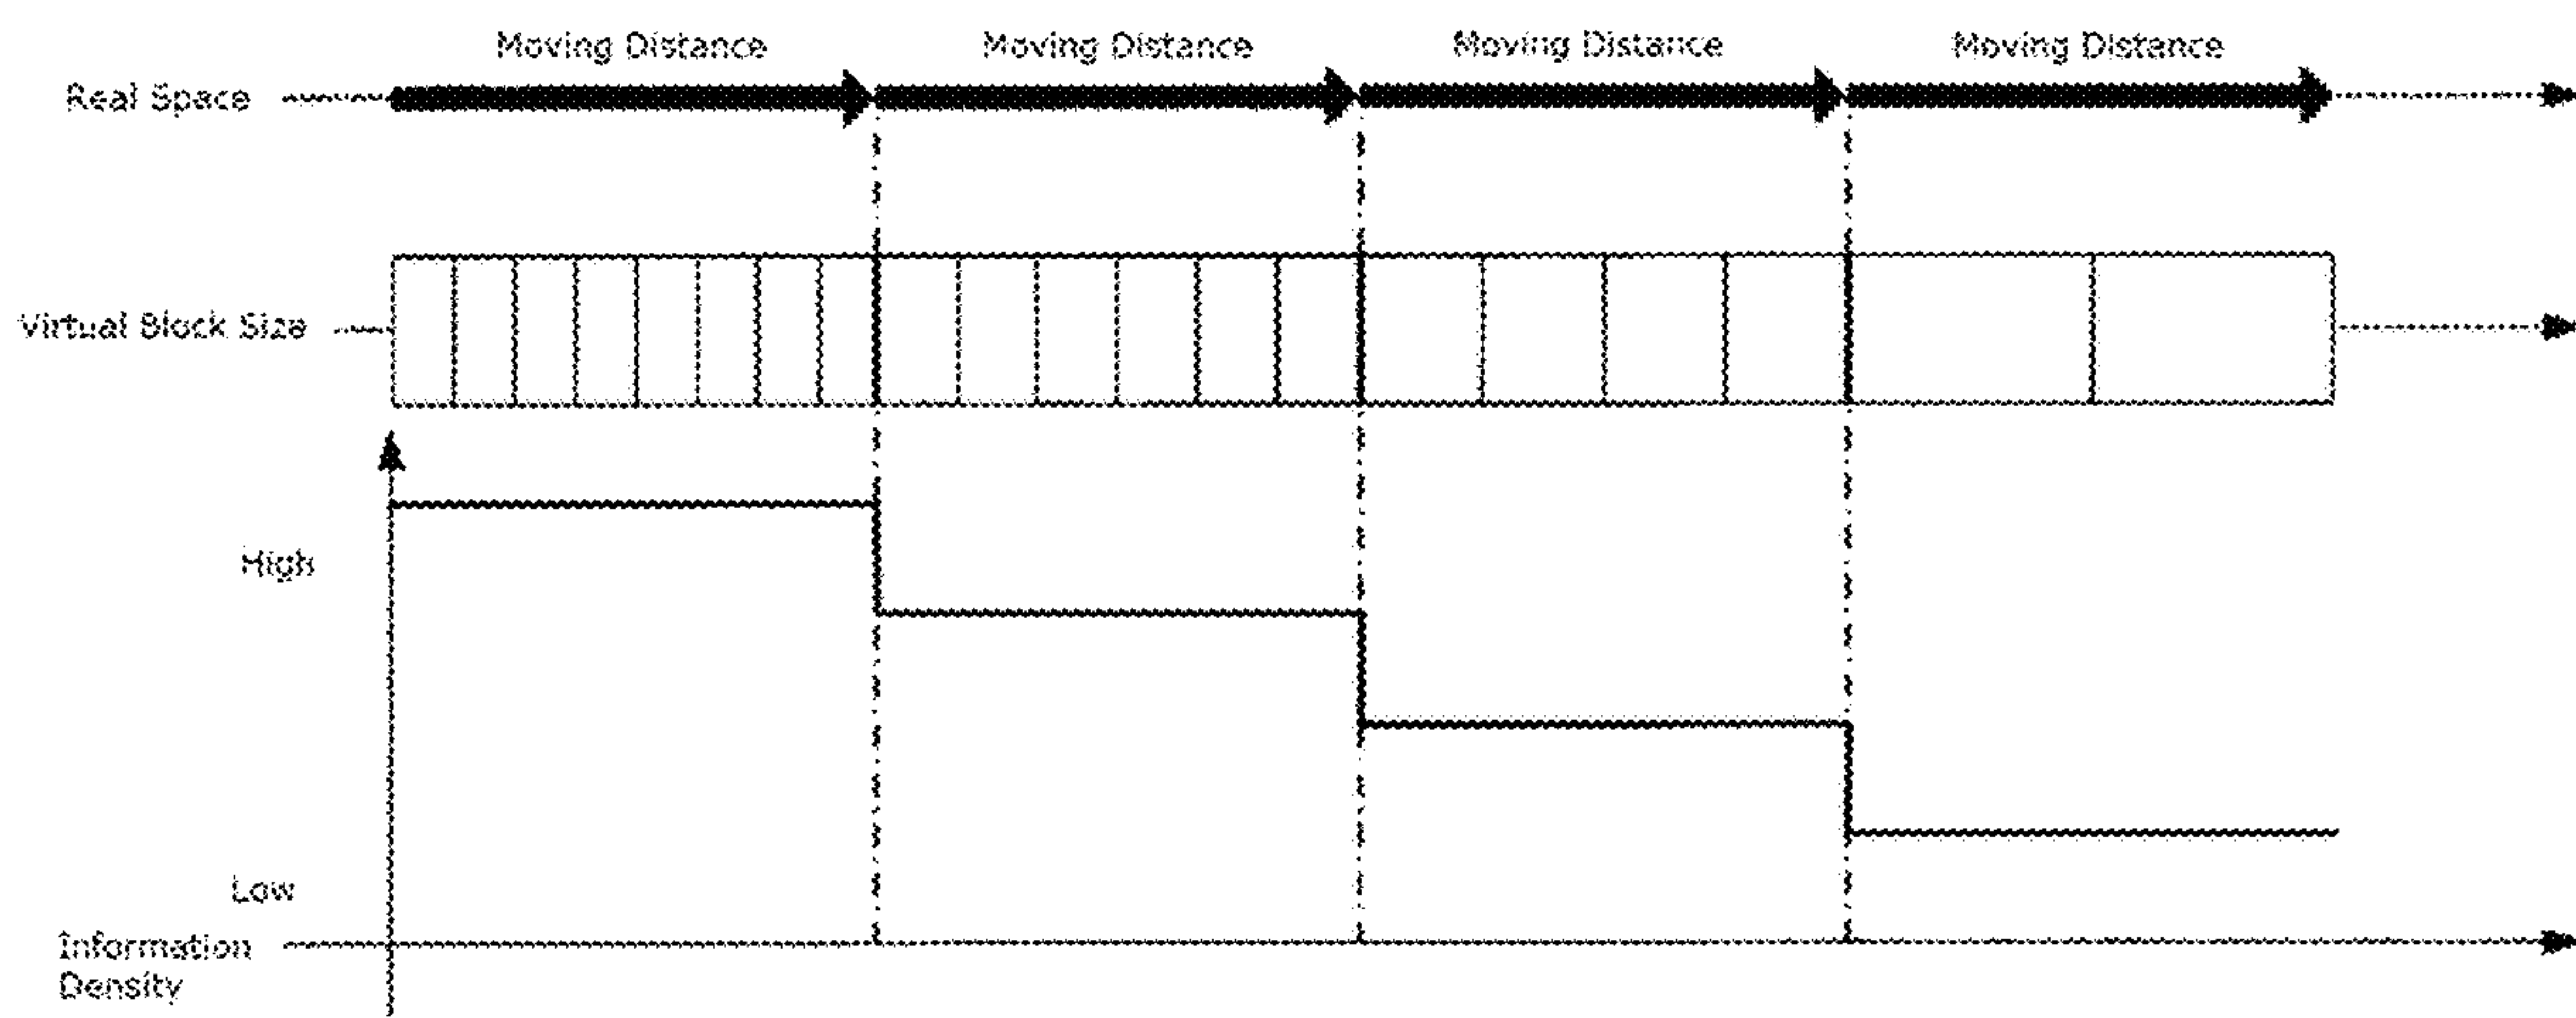 Moving Distance Moving Distance Moving Distance Moving Distance
Real Space
Virtual Block Size
High
Low
Information
Density